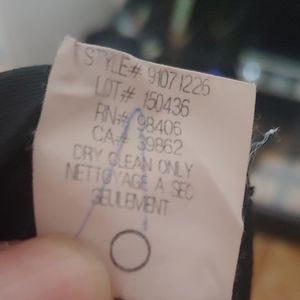 STYLE# 91071226
LOT# 150436
RN# 98406
CA# 39862
DRY CLEAN ONLY
NETTOYAGE A SEC
SEULEMENT